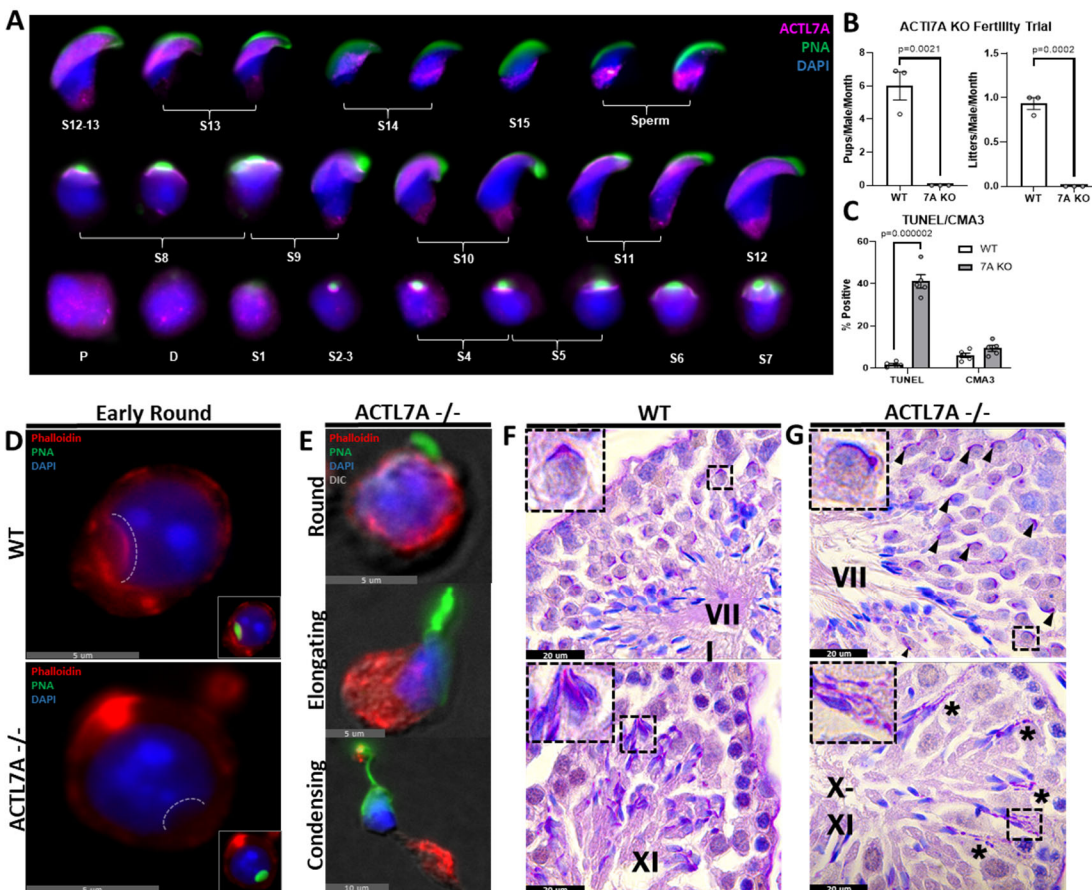 A
ACTL7A
PNA
DAPI
S12-13
S13
S14
S15
Sperm
S8
S9
S10
S11
S12
P
D
S1
S2-3
S4
S5
S6
S7
B
ACTl7A KO Fertility Trial
p=0.0021
p=0.0002
Pups/Male/Month
8
6
4
2
0
WT
7A KO
Litters/Male/Month
1.5
1.0
0.5
0.0
WT
7A KO
C
TUNEL/CMA3
p=0.000002
WT
7A KO
% Positive
60
40
20
0
TUNEL
CMA3
Early Round
ACTL7A -/-
WT
ACTL7A -/-
D
Phalloidin
PNA
DAPI
WT
5 um
Phalloidin
PNA
DAPI
ACTL7A -/-
5 um
E
Phalloidin
PNA
DAPI
DIC
Round
5 um
Elongating
5 um
Condensing
10 um
F
VII
I
20 um
XI
20 um
G
VII
20 um
*
*
*
*
X-
XI
20 um